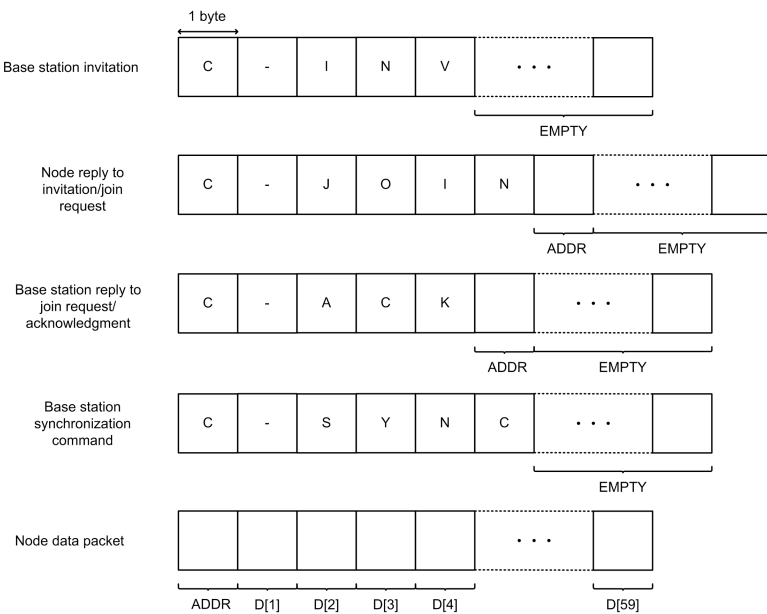 1 byte
Base station invitation
C - I N V • • •
EMPTY
Node reply to
invitation/join
request
C - J O I N • • •
ADDR EMPTY
Base station reply to
join request/
acknowledgment
C - A C K • • •
ADDR EMPTY
Base station
synchronization
command
C - S Y N C • • •
EMPTY
Node data packet
• • •
ADDR D[1] D[2] D[3] D[4] D[59]